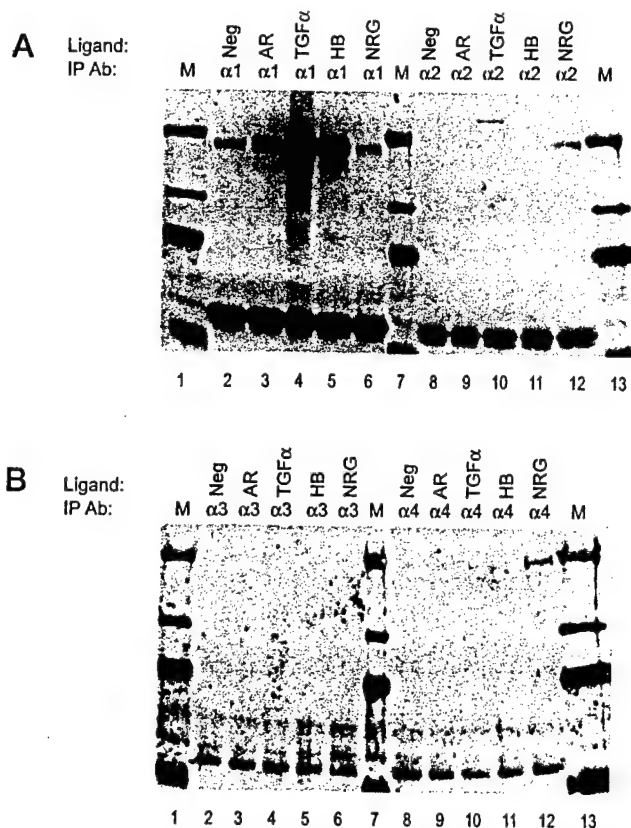 A
Ligand: Neg AR TGFα HB NRG Neg AR TGFα HB NRG
IP Ab: M α1 α1 α1 α1 α1 M α2 α2 α2 α2 α2 M
1 2 3 4 5 6 7 8 9 10 11 12 13
B
Ligand: Neg AR TGFα HB NRG Neg AR TGFα HB NRG
IP Ab: M α3 α3 α3 α3 α3 M α4 α4 α4 α4 α4 M
1 2 3 4 5 6 7 8 9 10 11 12 13